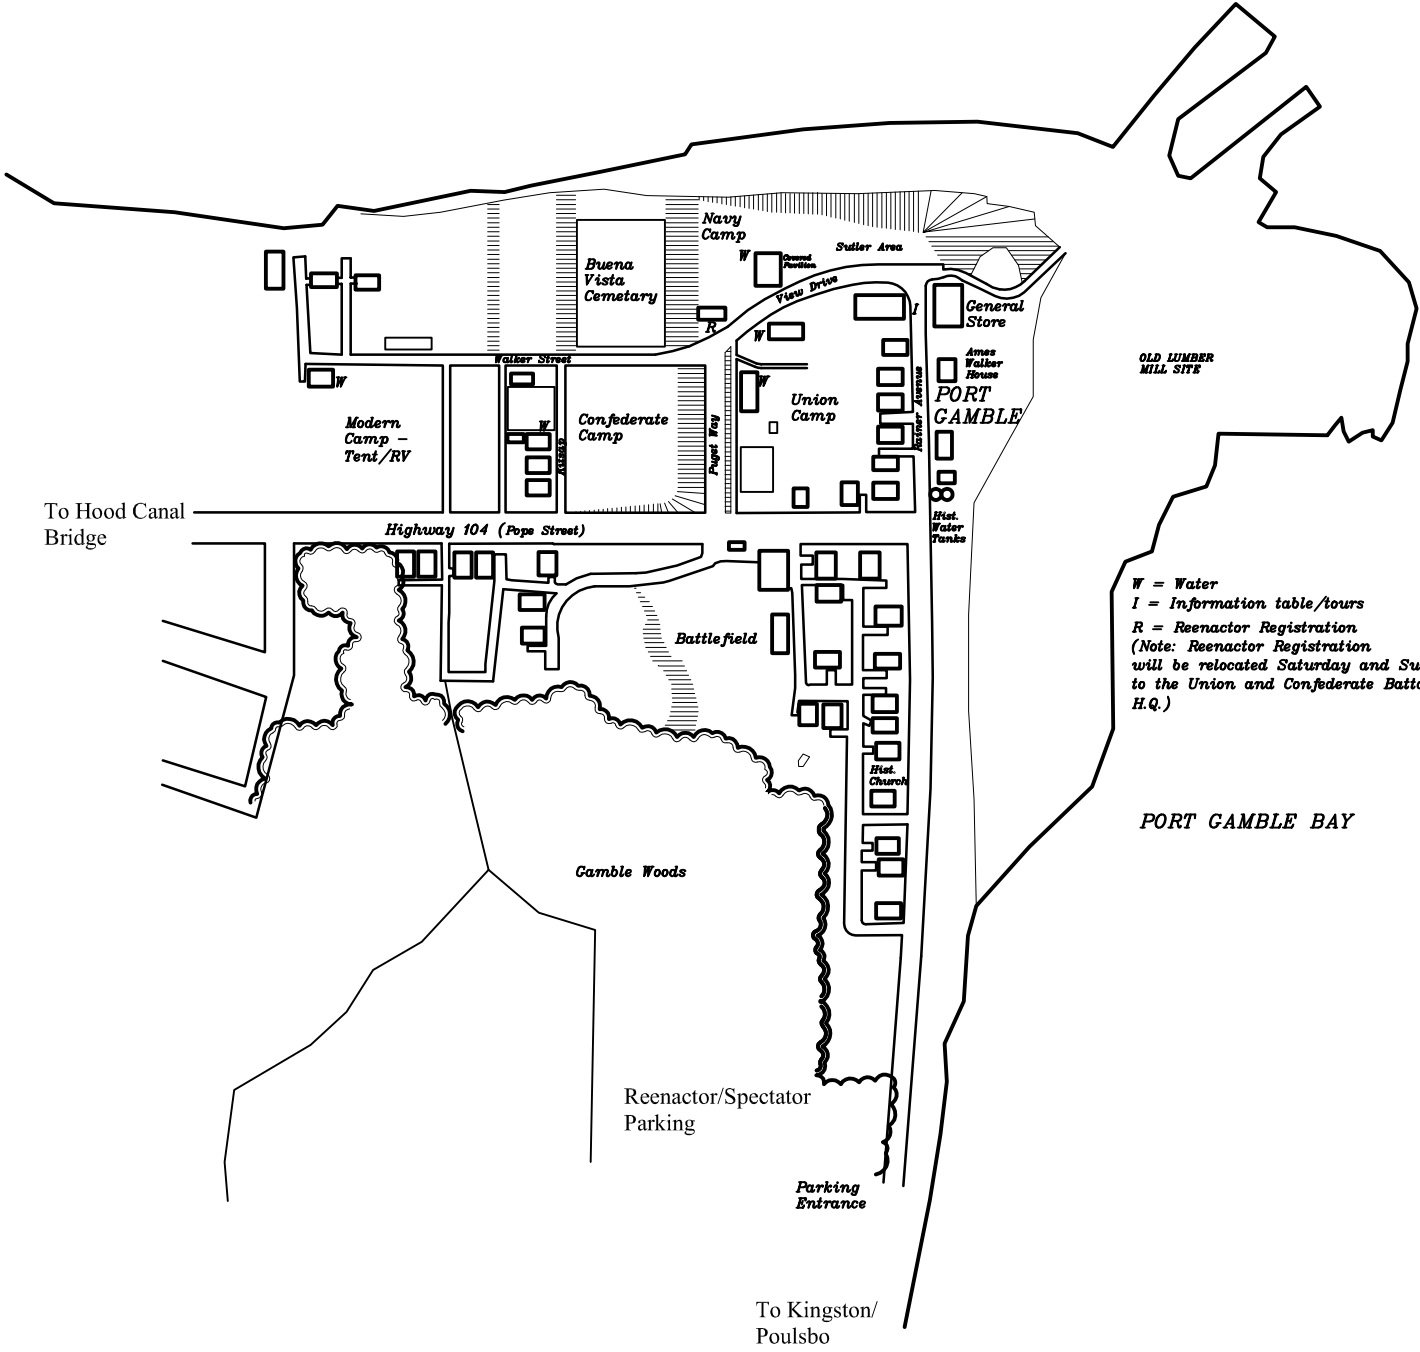 Navy
Camp
Sutler Area
W
Covered
Pavilion
Buena
Vista
Cemetary
View Drive
R
I
General
Store
W
Walker Street
W
W
Ames
Walker
House
OLD LUMBER
MILL SITE
PORT
GAMBLE
Union
Camp
Rainer Avenue
Modern
Camp –
Tent/RV
W
Kitsap
Confederate
Camp
Puget Way
To Hood Canal
Bridge
Highway 104 (Pope Street)
Hist.
Water
Tanks
W = Water
I = Information table/tours
R = Reenactor Registration
(Note: Reenactor Registration
will be relocated Saturday and Su
to the Union and Confederate Batta
H.Q.)
Battlefield
Hist.
Church
PORT GAMBLE BAY
Gamble Woods
Reenactor/Spectator
Parking
Parking
Entrance
To Kingston/
Poulsbo